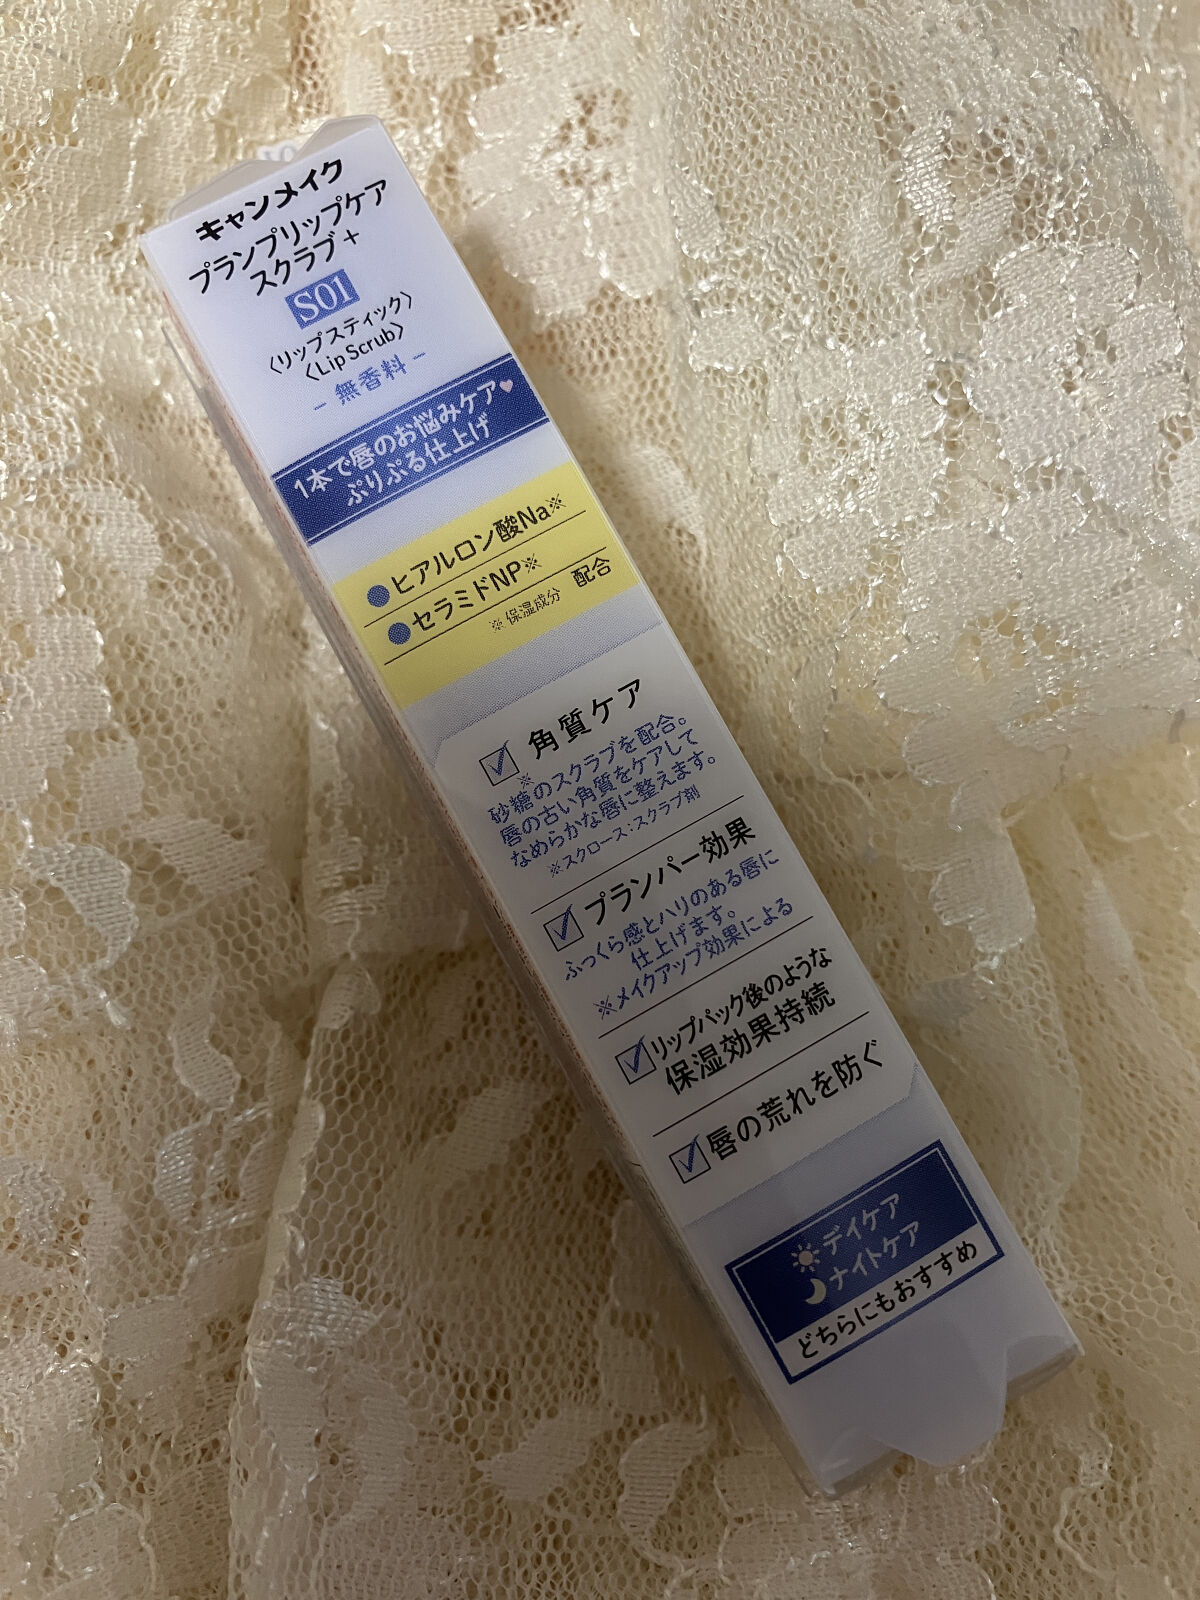 キャンメイク
プランプリップケア
スクラブ+
S01
〈リップスティック〉
〈Lip Scrub〉
- 無香料 -
1本で唇のお悩みケア♥
ぷりぷる仕上げ
●ヒアルロン酸Na※
●セラミドNP※ 配合
※保湿成分
☑ 角質ケア
砂糖※のスクラブを配合。
唇の古い角質をケアして
なめらかな唇に整えます。
※スクロース:スクラブ剤
☑ プランパー効果
ふっくら感とハリのある唇に
仕上げます。
※メイクアップ効果による
☑ リップパック後のような
保湿効果持続
☑ 唇の荒れを防ぐ
デイケア
ナイトケア
どちらにもおすすめ